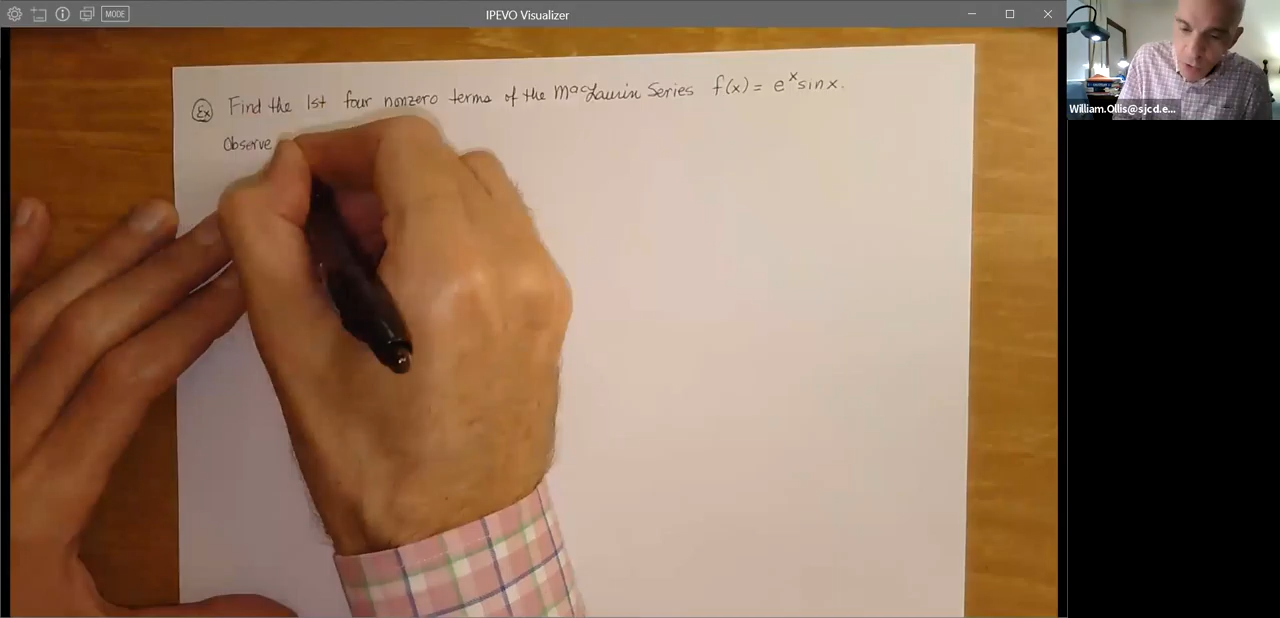 MODE
IPEVO Visualizer
Ex Find the 1st four nonzero terms of the MacLaurin Series f(x) = eˣ sin x.
Observe
William.Ollis@sjcd.e...